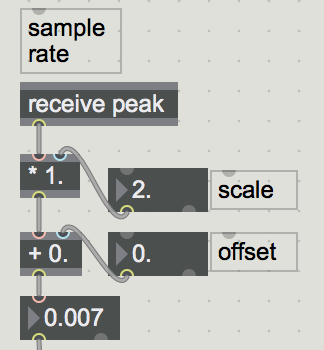 sample
rate
receive peak
* 1.
2.
scale
+ 0.
0.
offset
0.007